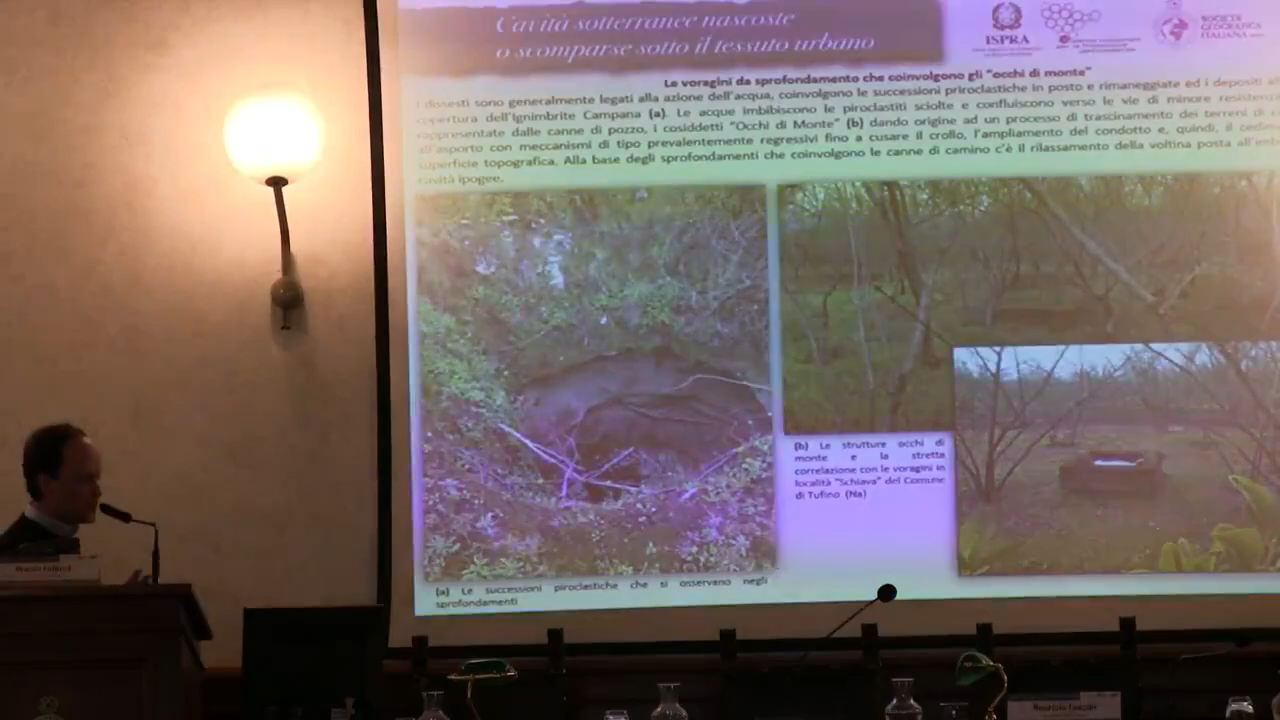 Cavità sotterranee nascoste
o scomparse sotto il tessuto urbano
ISPRA
SOCIETÀ
GEOGRAFICA
ITALIANA
Le voragini da sprofondamento che coinvolgono gli "occhi di monte"
I dissesti sono generalmente legati alla azione dell'acqua, coinvolgono le successioni piroclastiche in posto e rimaneggiate ed i depositi
copertura dell'Ignimbrite Campana (a). Le acque imbibiscono le piroclastiti sciolte e confluiscono verso le vie di minore resistenza
rappresentate dalle canne di pozzo, i cosiddetti "Occhi di Monte" (b) dando origine ad un processo di trascinamento dei terreni di
all'asporto con meccanismi di tipo prevalentemente regressivi fino a cusare il crollo, l'ampliamento del condotto e, quindi, il
superficie topografica. Alla base degli sprofondamenti che coinvolgono le canne di camino c'è il rilassamento della voltina posta
cavità ipogee.
(b) Le strutture occhi di
monte e la stretta
correlazione con le voragini in
località "Schiava" del Comune
di Tufino (Na)
(a) Le successioni piroclastiche che si osservano negli
sprofondamenti